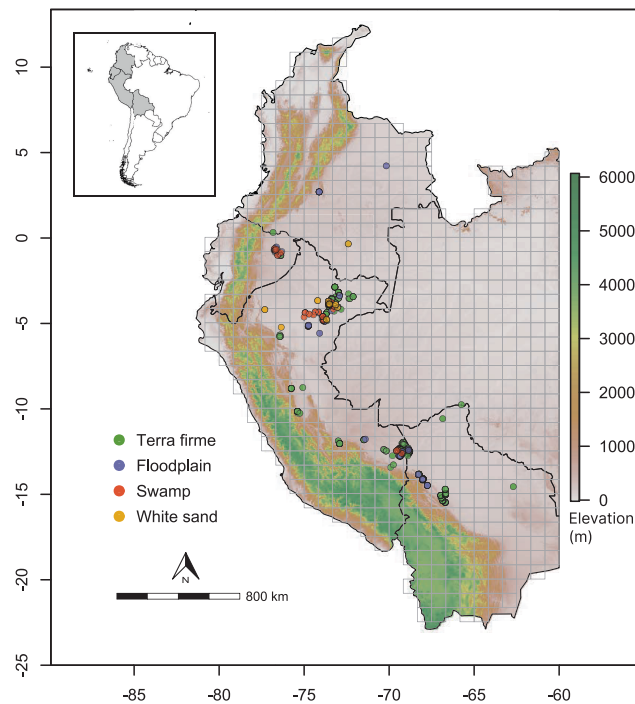 10
5
0
-5
-10
-15
-20
-25
-85
-80
-75
-70
-65
-60
Terra firme
Floodplain
Swamp
White sand
N
800 km
6000
5000
4000
3000
2000
1000
0
Elevation
(m)